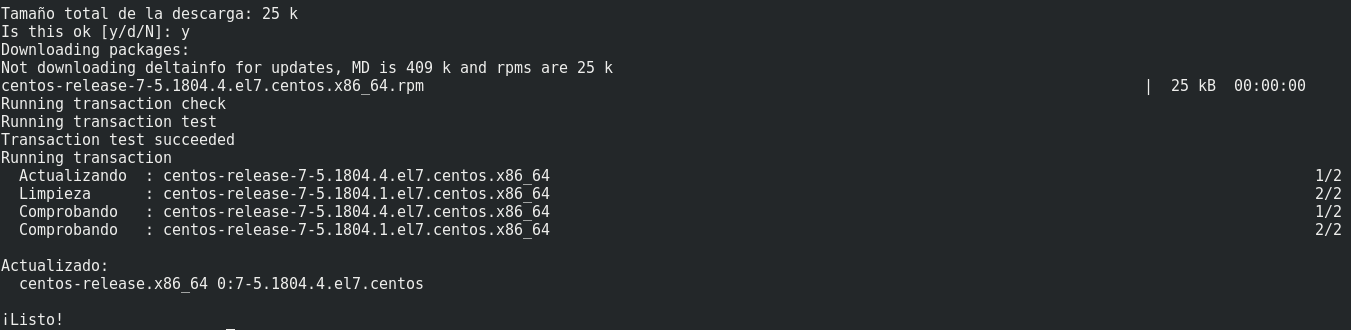 Tamaño total de la descarga: 25 k
Is this ok [y/d/N]: y
Downloading packages:
Not downloading deltainfo for updates, MD is 409 k and rpms are 25 k
centos-release-7-5.1804.4.el7.centos.x86_64.rpm | 25 kB 00:00:00
Running transaction check
Running transaction test
Transaction test succeeded
Running transaction
Actualizando : centos-release-7-5.1804.4.el7.centos.x86_64 1/2
Limpieza : centos-release-7-5.1804.1.el7.centos.x86_64 2/2
Comprobando : centos-release-7-5.1804.4.el7.centos.x86_64 1/2
Comprobando : centos-release-7-5.1804.1.el7.centos.x86_64 2/2
Actualizado:
centos-release.x86_64 0:7-5.1804.4.el7.centos
¡Listo!